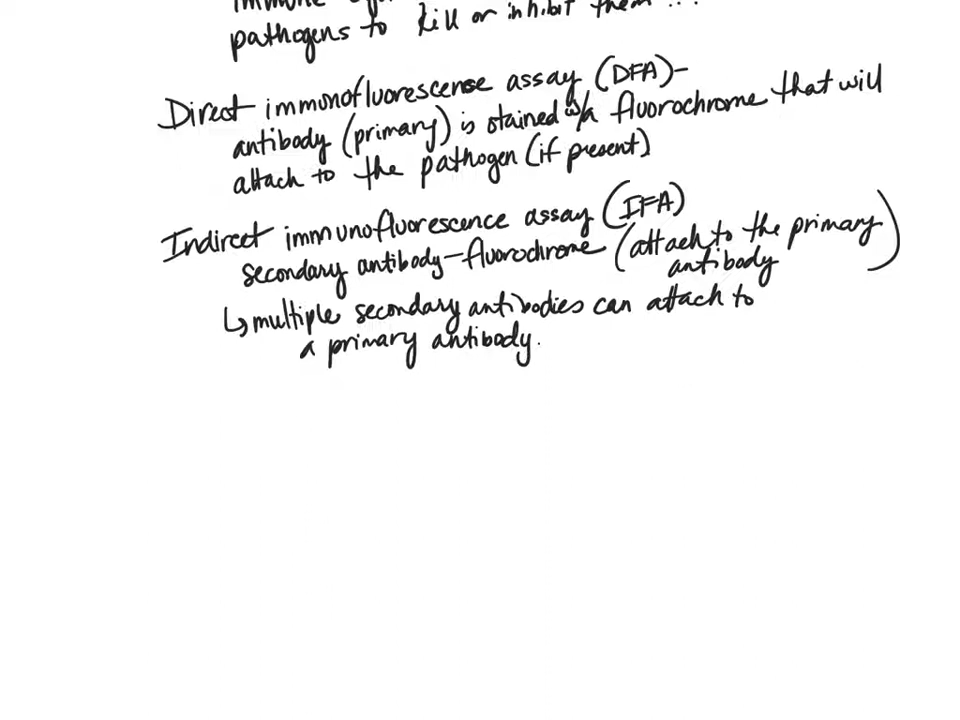 immune
pathogens to kill or inhibit them...
Direct immunofluorescence assay (DFA)-
antibody (primary) is stained w/a fluorochrome that will
attach to the pathogen (if present)
Indirect immunofluorescence assay (IFA)
secondary antibody-fluorochrome (attach to the primary
antibody)
↳ multiple secondary antibodies can attach to
a primary antibody.